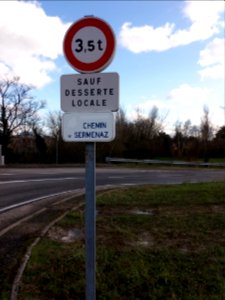 3,5t
SAUF
DESSERTE
LOCALE
CHEMIN
SERMENAZ